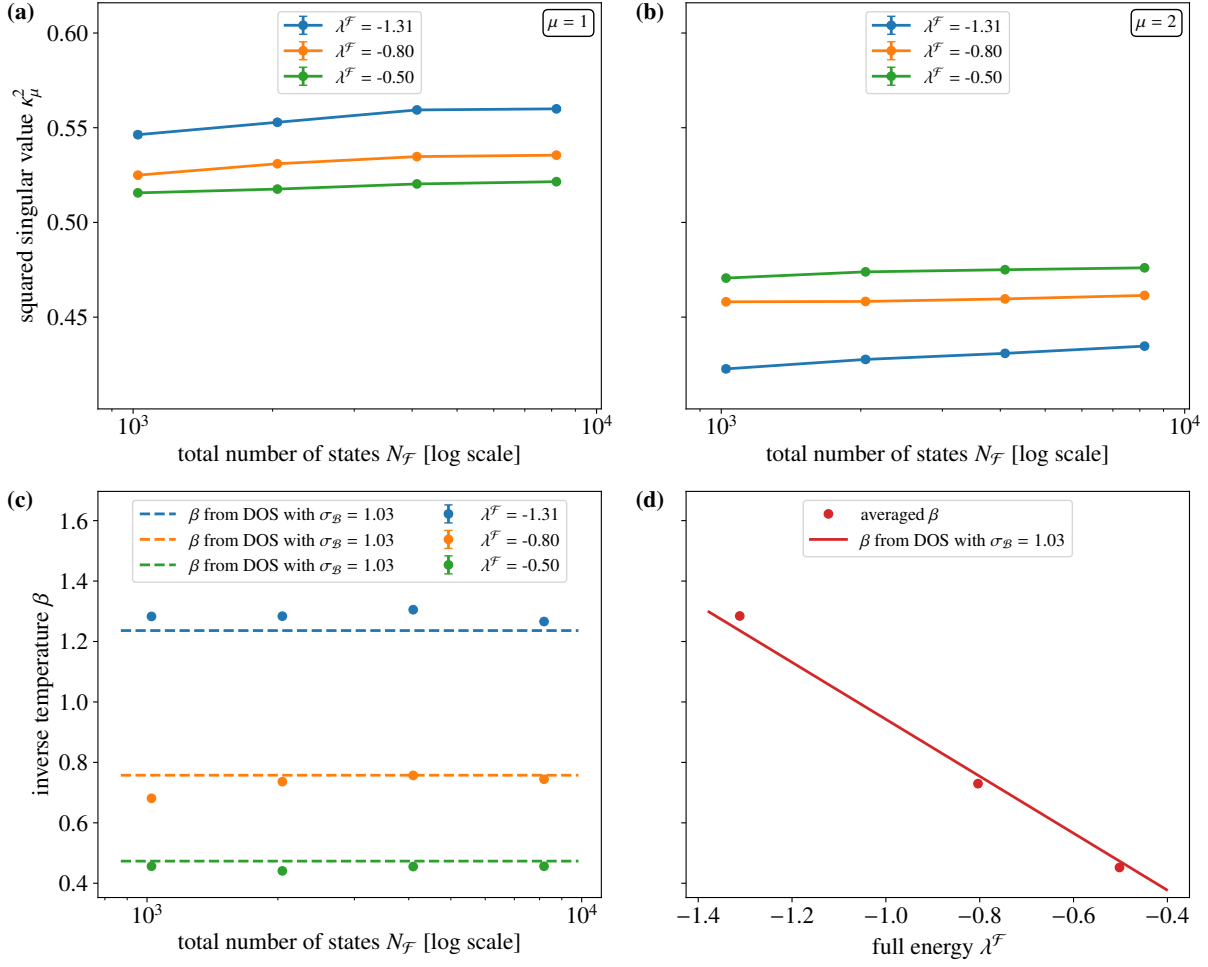 (a)
λ^ℱ = -1.31
λ^ℱ = -0.80
λ^ℱ = -0.50
μ = 1
squared singular value κ²_μ
0.60
0.55
0.50
0.45
10³
10⁴
total number of states N_ℱ [log scale]
(b)
λ^ℱ = -1.31
λ^ℱ = -0.80
λ^ℱ = -0.50
μ = 2
10³
10⁴
total number of states N_ℱ [log scale]
(c)
β from DOS with σ_ℬ = 1.03
β from DOS with σ_ℬ = 1.03
β from DOS with σ_ℬ = 1.03
λ^ℱ = -1.31
λ^ℱ = -0.80
λ^ℱ = -0.50
inverse temperature β
1.6
1.4
1.2
1.0
0.8
0.6
0.4
10³
10⁴
total number of states N_ℱ [log scale]
(d)
averaged β
β from DOS with σ_ℬ = 1.03
−1.4
−1.2
−1.0
−0.8
−0.6
−0.4
full energy λ^ℱ